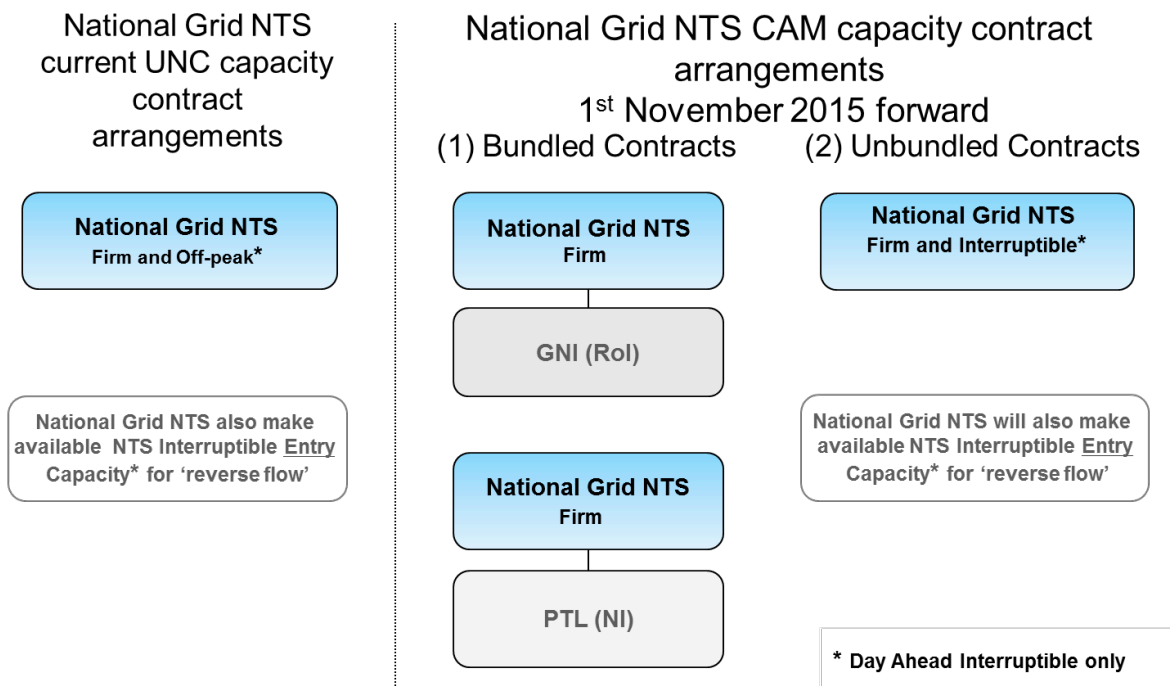 National Grid NTS
current UNC capacity
contract
arrangements
National Grid NTS
Firm and Off-peak*
National Grid NTS also make
available NTS Interruptible Entry
Capacity* for ‘reverse flow’
National Grid NTS CAM capacity contract
arrangements
1st November 2015 forward
(1) Bundled Contracts
National Grid NTS
Firm
GNI (RoI)
National Grid NTS
Firm
PTL (NI)
(2) Unbundled Contracts
National Grid NTS
Firm and Interruptible*
National Grid NTS will also make
available NTS Interruptible Entry
Capacity* for ‘reverse flow’
* Day Ahead Interruptible only